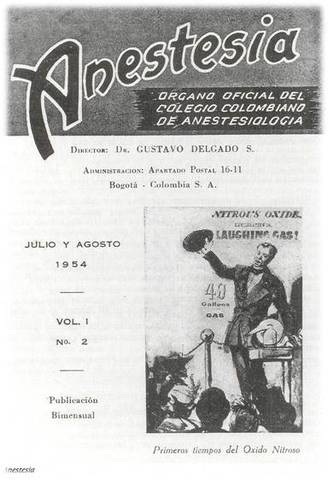 Anestesia
ORGANO OFICIAL DEL
COLEGIO COLOMBIANO
DE ANESTESIOLOGIA
DIRECTOR: DR. GUSTAVO DELGADO S.
ADMINISTRACION: APARTADO POSTAL 16-11
Bogotá - Colombia S. A.
JULIO Y AGOSTO
1954
VOL. I
No. 2
Publicación
Bimensual
NITROUS OXIDE
LAUGHING GAS!
40
Gallons
GAS
Primeros tiempos del Oxido Nitroso
Anestesia